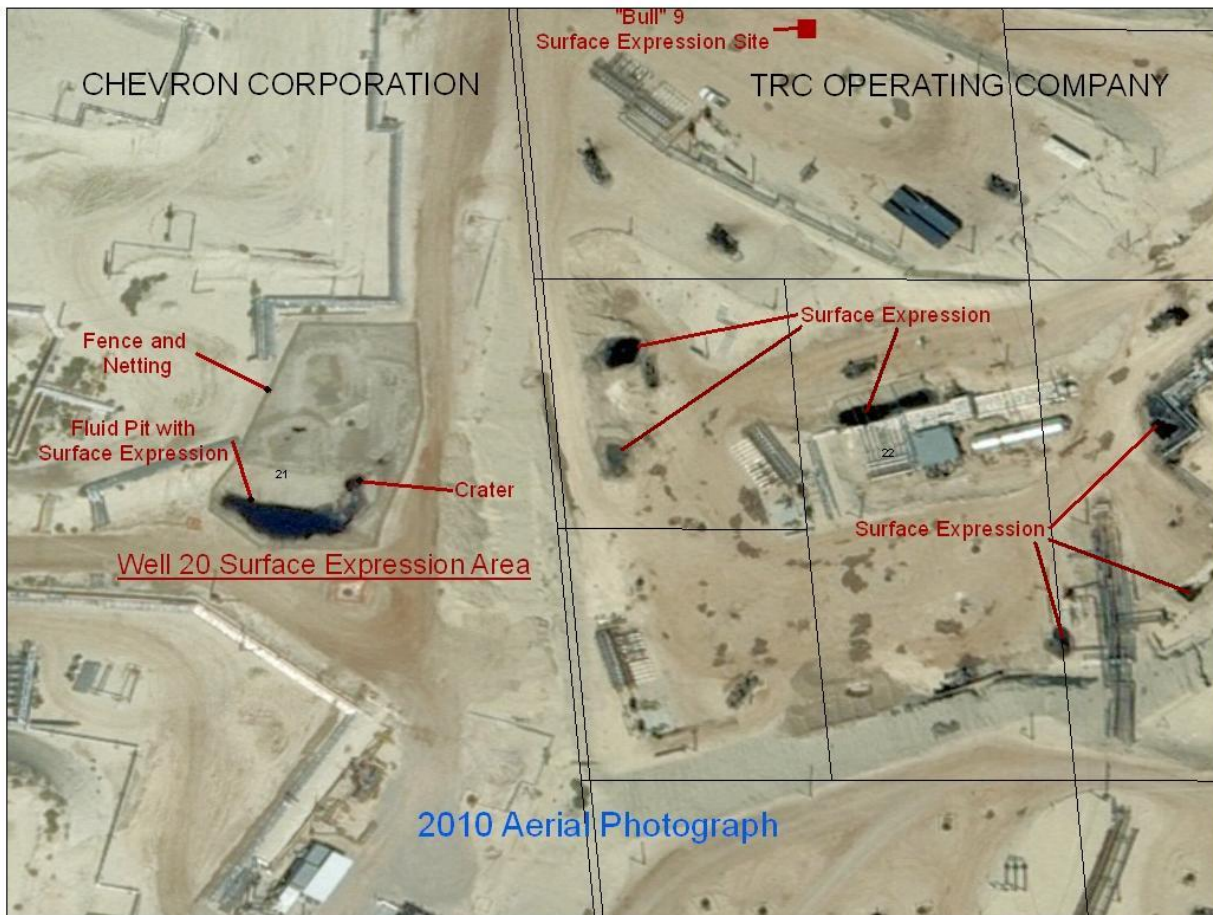 "Bull" 9
Surface Expression Site
CHEVRON CORPORATION
TRC OPERATING COMPANY
Surface Expression
Fence and
Netting
Fluid Pit with
Surface Expression
21
22
Crater
Surface Expression
Well 20 Surface Expression Area
2010 Aerial Photograph